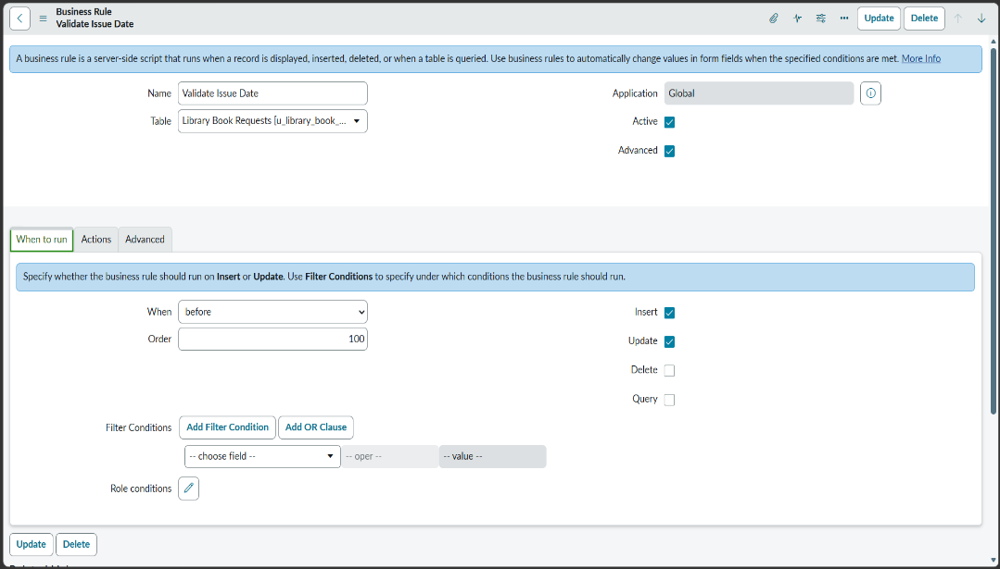 Business Rule
Validate Issue Date
Update Delete
A business rule is a server-side script that runs when a record is displayed, inserted, deleted, or when a table is queried. Use business rules to automatically change values in form fields when the specified conditions are met. More Info
Name Validate Issue Date
Application Global
Table Library Book Requests [u_library_book_...
Active
Advanced
When to run Actions Advanced
Specify whether the business rule should run on Insert or Update. Use Filter Conditions to specify under which conditions the business rule should run.
When before
Insert
Order 100
Update
Delete
Query
Filter Conditions Add Filter Condition Add OR Clause
-- choose field -- -- oper -- -- value --
Role conditions
Update Delete